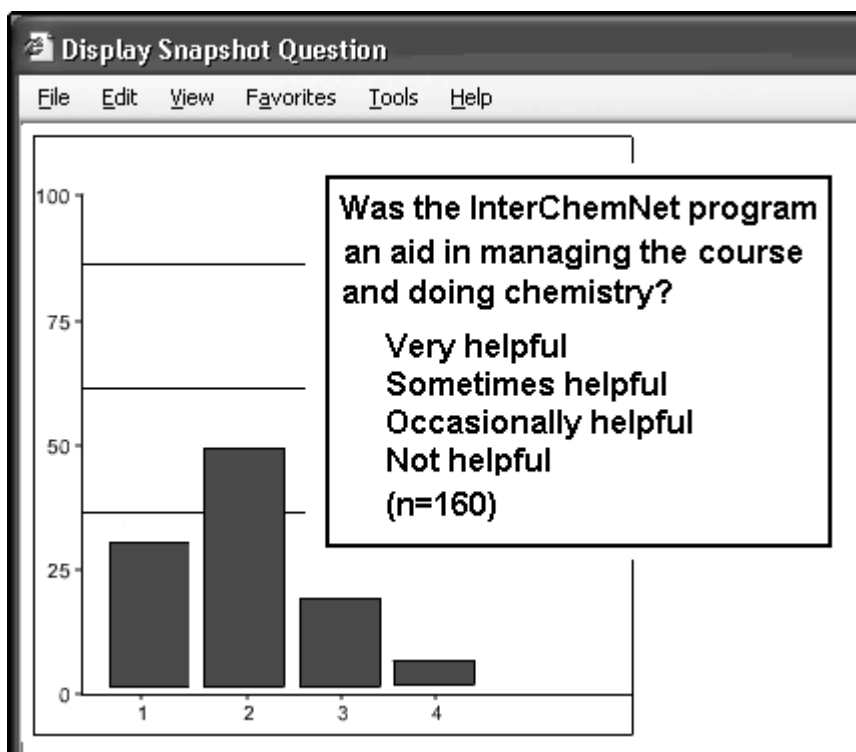 Display Snapshot Question
File Edit View Favorites Tools Help
100
75
50
25
0
1 2 3 4
Was the InterChemNet program
an aid in managing the course
and doing chemistry?
Very helpful
Sometimes helpful
Occasionally helpful
Not helpful
(n=160)